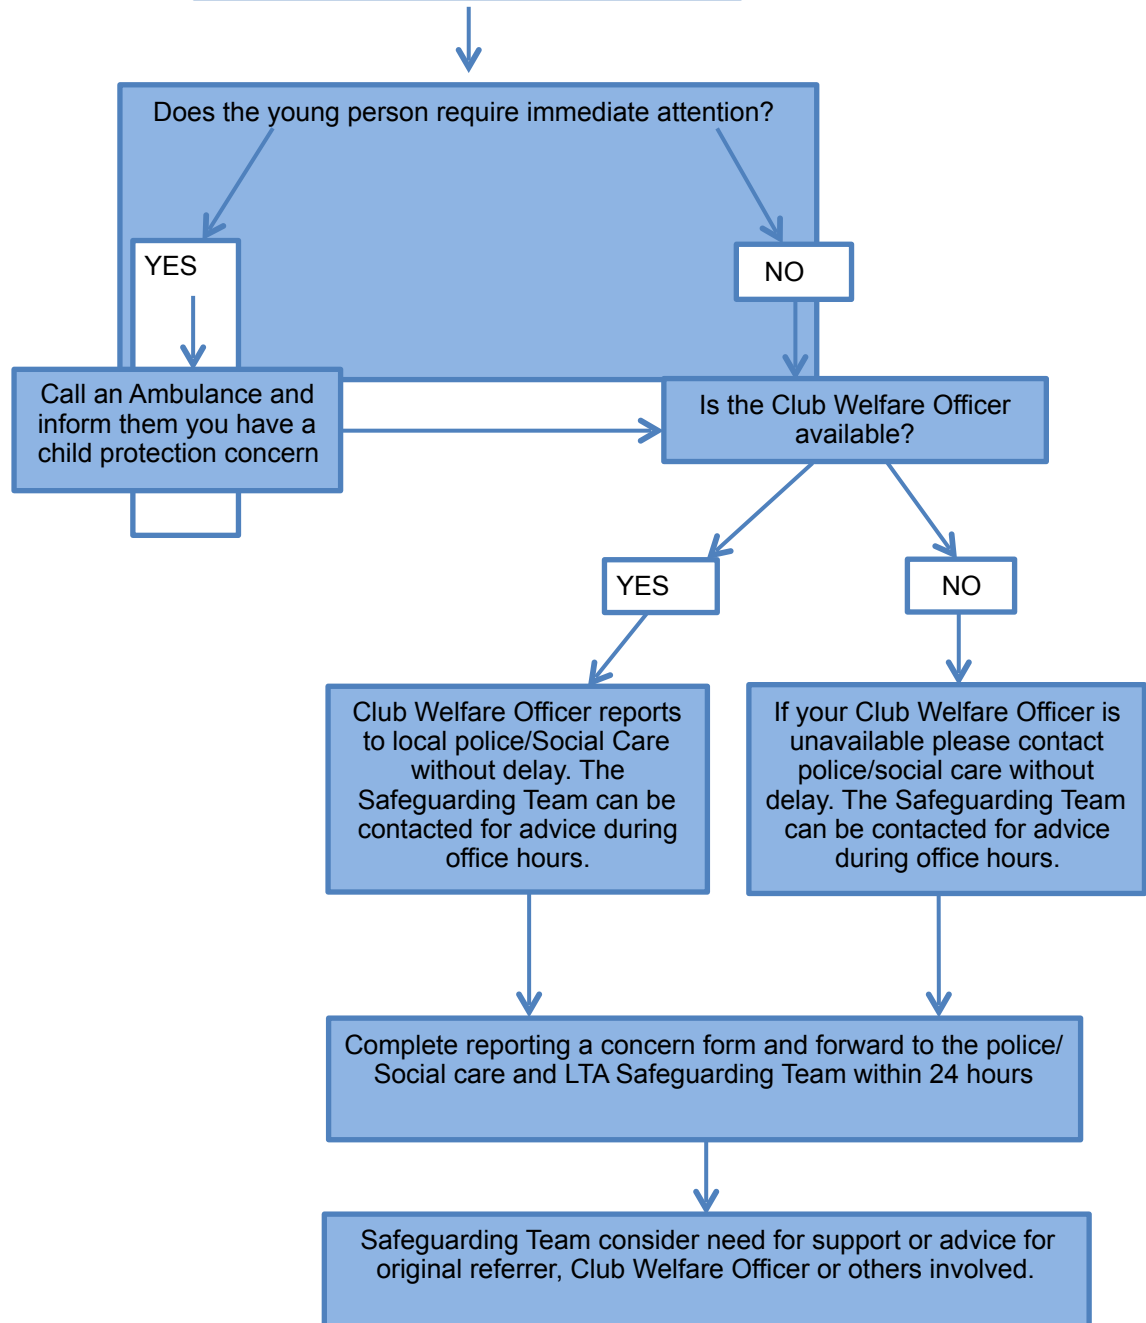 Does the young person require immediate attention?
YES
NO
Call an Ambulance and
inform them you have a
child protection concern
Is the Club Welfare Officer
available?
YES
NO
Club Welfare Officer reports
to local police/Social Care
without delay. The
Safeguarding Team can be
contacted for advice during
office hours.
If your Club Welfare Officer is
unavailable please contact
police/social care without
delay. The Safeguarding Team
can be contacted for advice
during office hours.
Complete reporting a concern form and forward to the police/
Social care and LTA Safeguarding Team within 24 hours
Safeguarding Team consider need for support or advice for
original referrer, Club Welfare Officer or others involved.